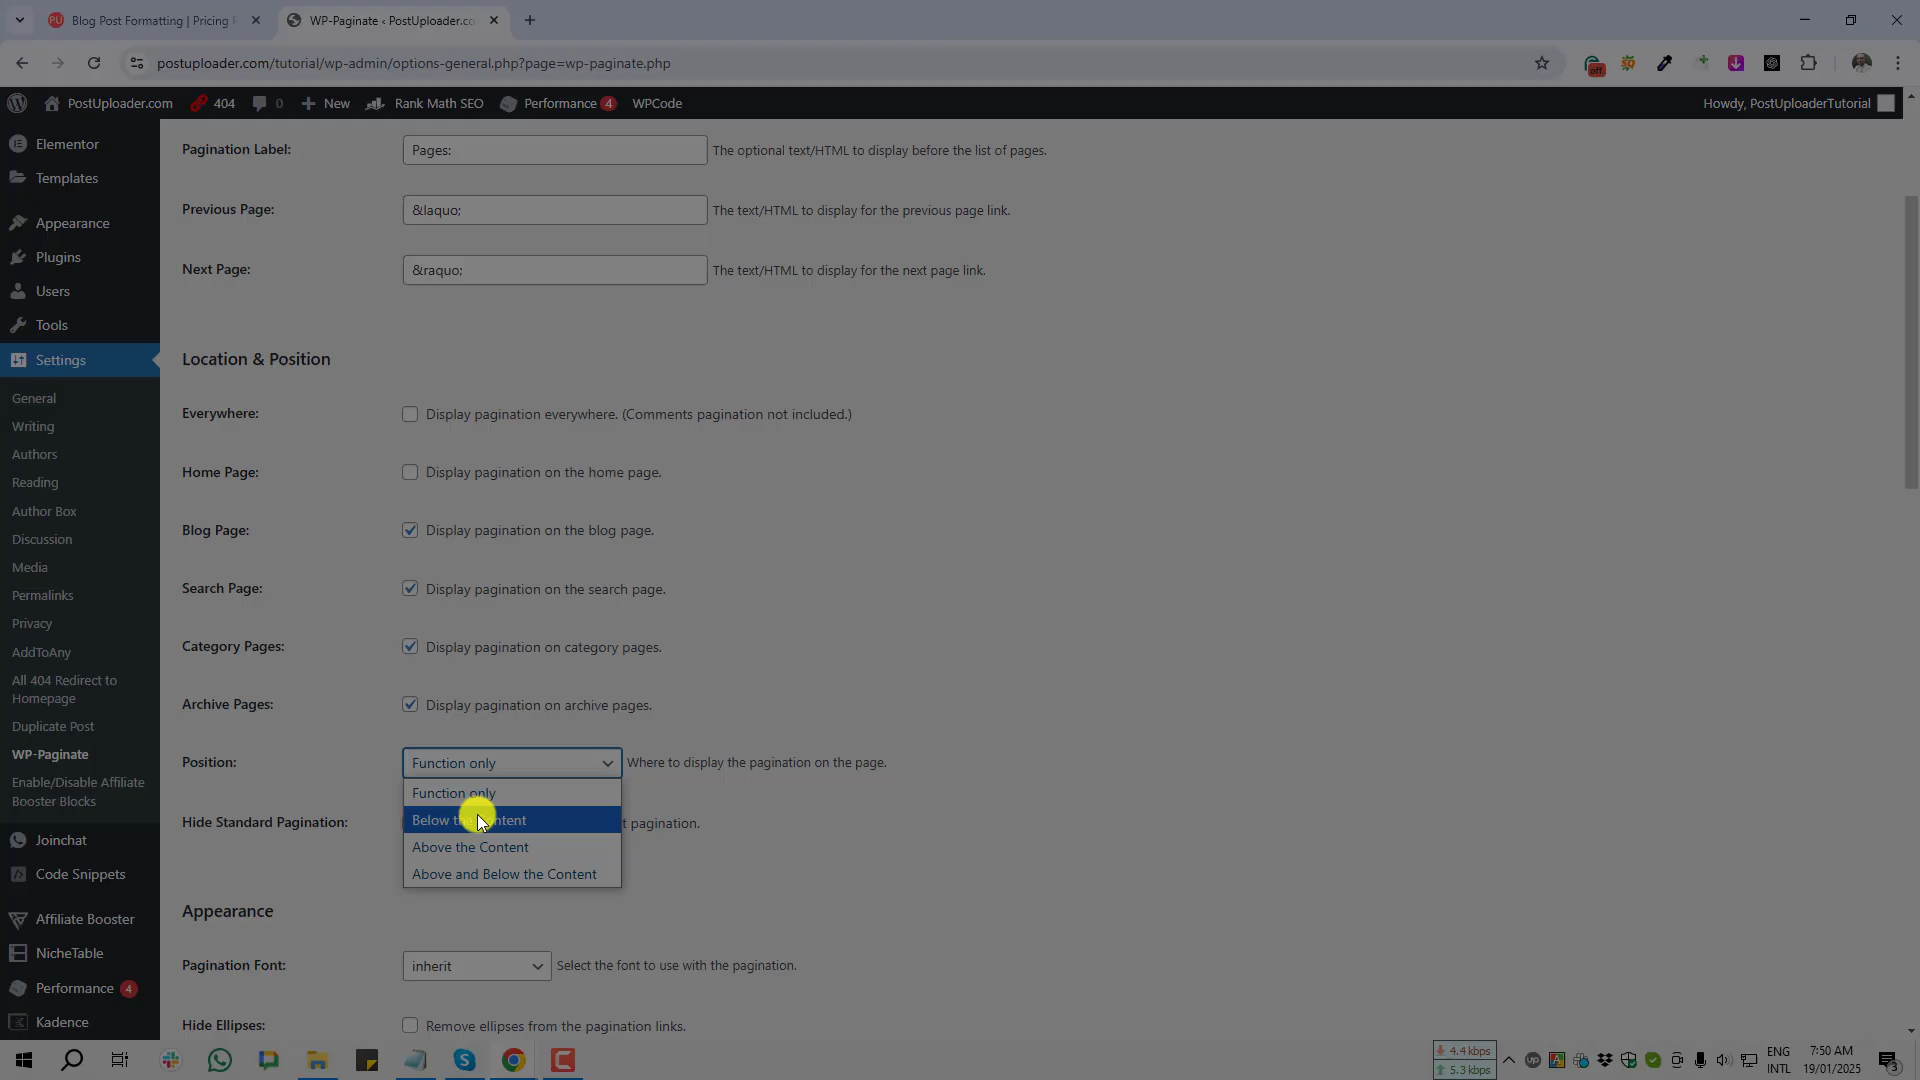 Blog Post Formatting | Pricing
WP-Paginate ‹ PostUploader.co
postuploader.com/tutorial/wp-admin/options-general.php?page=wp-paginate.php
off
PostUploader.com 404 0 New Rank Math SEO Performance 4 WPCode Howdy, PostUploaderTutorial
Elementor
Templates
Appearance
Plugins
Users
Tools
Settings
General
Writing
Authors
Reading
Author Box
Discussion
Media
Permalinks
Privacy
AddToAny
All 404 Redirect to
Homepage
Duplicate Post
WP-Paginate
Enable/Disable Affiliate
Booster Blocks
Joinchat
Code Snippets
Affiliate Booster
NicheTable
Performance 4
Kadence
Pagination Label: Pages: The optional text/HTML to display before the list of pages.
Previous Page: &laquo; The text/HTML to display for the previous page link.
Next Page: &raquo; The text/HTML to display for the next page link.
Location & Position
Everywhere: Display pagination everywhere. (Comments pagination not included.)
Home Page: Display pagination on the home page.
Blog Page: Display pagination on the blog page.
Search Page: Display pagination on the search page.
Category Pages: Display pagination on category pages.
Archive Pages: Display pagination on archive pages.
Position: Function only Where to display the pagination on the page.
Function only
Below the Content
Hide Standard Pagination: t pagination.
Above the Content
Above and Below the Content
Appearance
Pagination Font: inherit Select the font to use with the pagination.
Hide Ellipses: Remove ellipses from the pagination links.
4.4 kbps
5.3 kbps
ENG
INTL
7:50 AM
19/01/2025
3